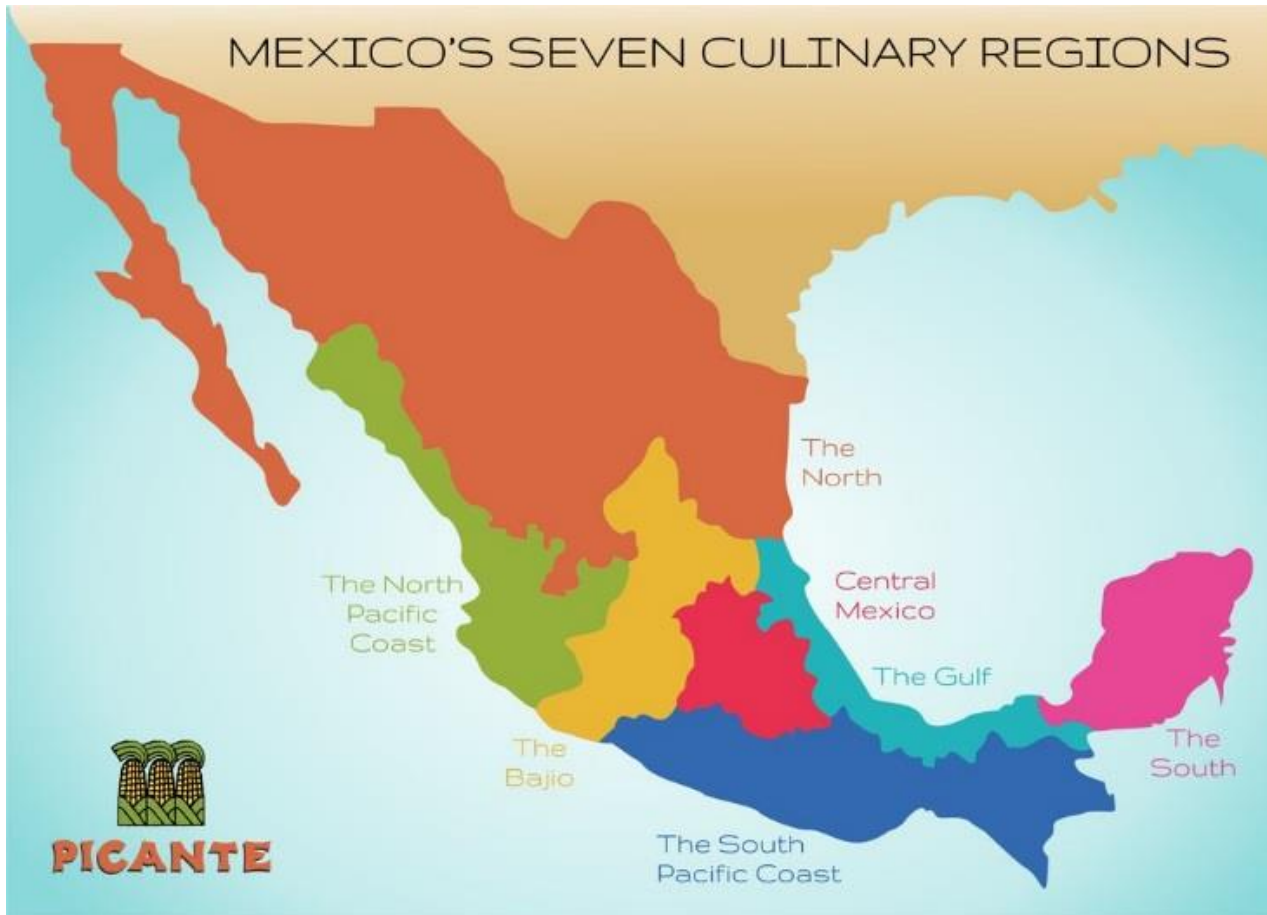 MEXICO'S SEVEN CULINARY REGIONS
The
North
The North
Pacific
Coast
Central
Mexico
The Gulf
The
Bajio
The
South
The South
Pacific Coast
PICANTE